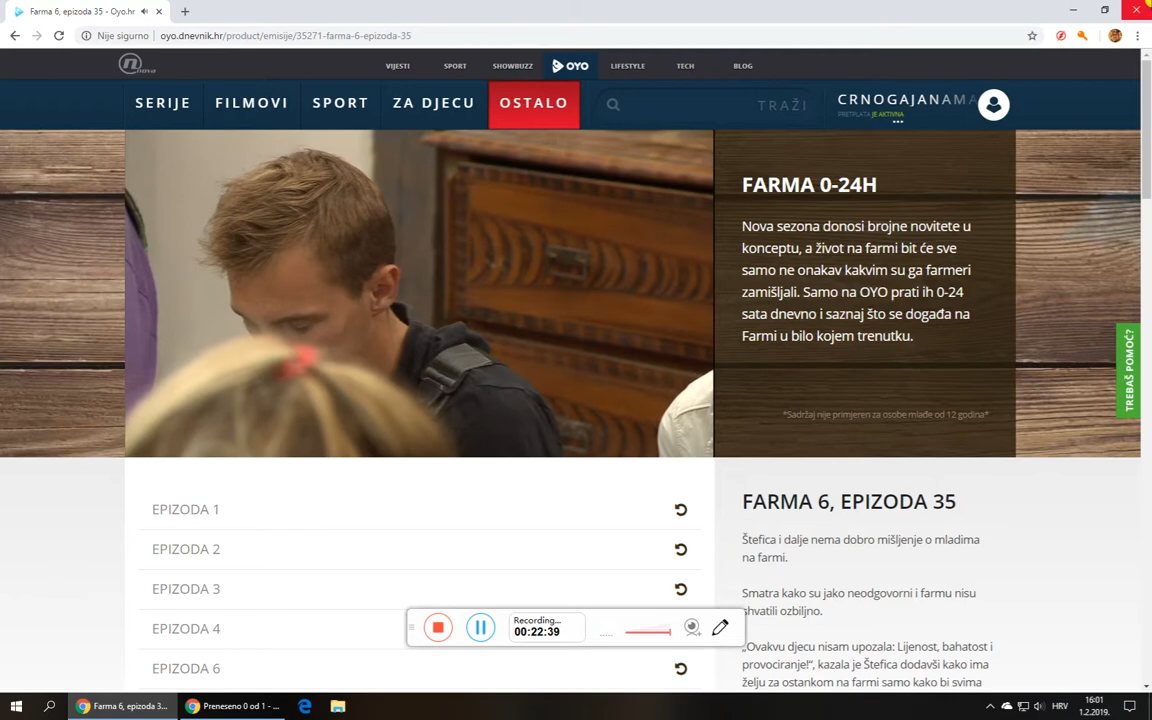 Farma 6, epizoda 35 - Oyo.hr
Nije sigurno
oyo.dnevnik.hr/product/emisije/35271-farma-6-epizoda-35
nova
VIJESTI
SPORT
SHOWBUZZ
OYO
LIFESTYLE
TECH
BLOG
SERIJE
FILMOVI
SPORT
ZA DJECU
OSTALO
TRAŽI
CRNOGAJANAMA
PRETPLATA JE AKTIVNA
FARMA 0-24H
Nova sezona donosi brojne novitete u
konceptu, a život na farmi bit će sve
samo ne onakav kakvim su ga farmeri
zamišljali. Samo na OYO prati ih 0-24
sata dnevno i saznaj što se događa na
Farmi u bilo kojem trenutku.
*Sadržaj nije primjeren za osobe mlađe od 12 godina*
TREBAŠ POMOĆ?
EPIZODA 1
EPIZODA 2
EPIZODA 3
EPIZODA 4
EPIZODA 6
FARMA 6, EPIZODA 35
Štefica i dalje nema dobro mišljenje o mladima
na farmi.
Smatra kako su jako neodgovorni i farmu nisu
shvatili ozbiljno.
„Ovakvu djecu nisam upozala: Lijenost, bahatost i
provociranje!“, kazala je Štefica dodavši kako ima
želju za ostankom na farmi samo kako bi svima
Recording...
00:22:39
Farma 6, epizoda 3...
Preneseno 0 od 1 - ...
HRV
16:01
1.2.2019.